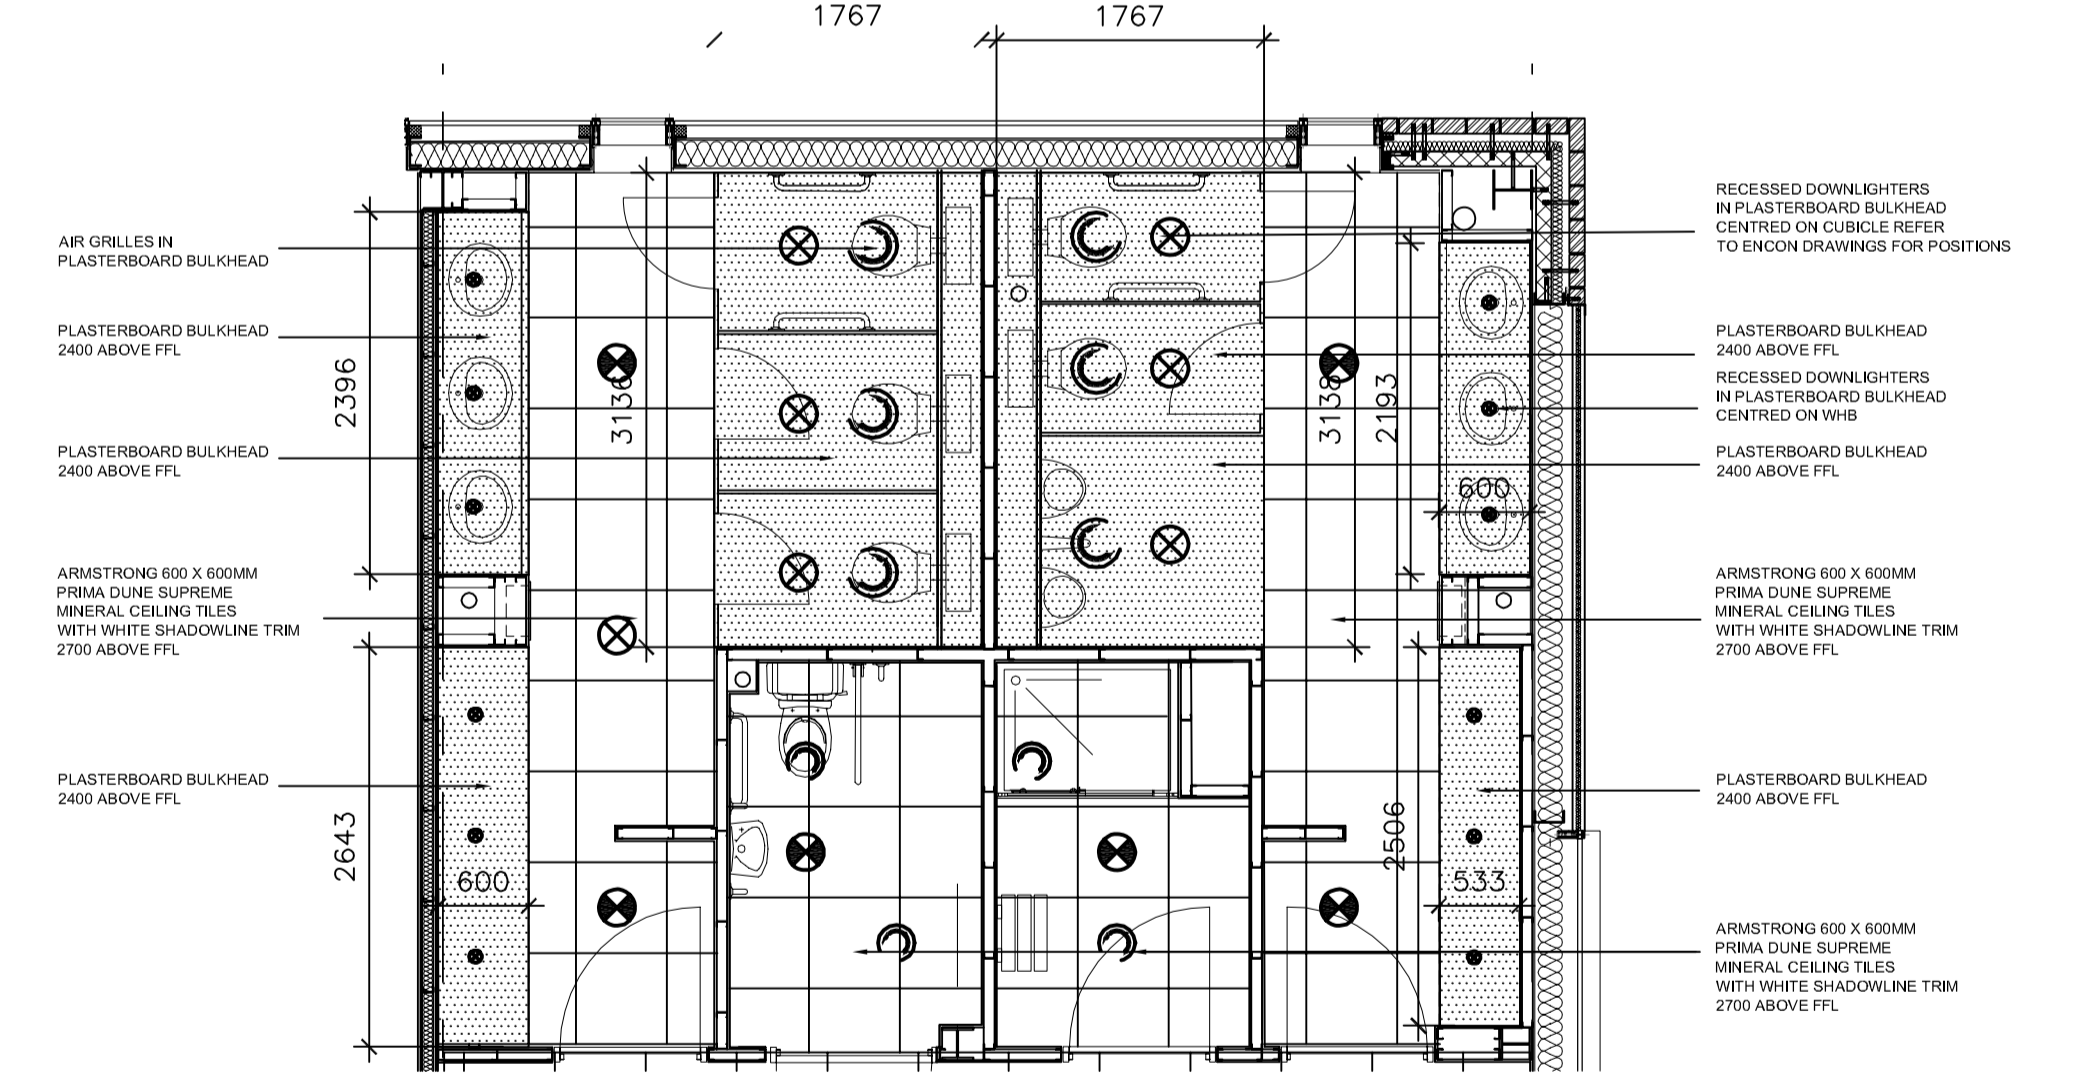 1767
1767
AIR GRILLES IN
PLASTERBOARD BULKHEAD
PLASTERBOARD BULKHEAD
2400 ABOVE FFL
PLASTERBOARD BULKHEAD
2400 ABOVE FFL
ARMSTRONG 600 X 600MM
PRIMA DUNE SUPREME
MINERAL CEILING TILES
WITH WHITE SHADOWLINE TRIM
2700 ABOVE FFL
PLASTERBOARD BULKHEAD
2400 ABOVE FFL
2396
2643
600
3136
3138
2193
600
2506
533
RECESSED DOWNLIGHTERS
IN PLASTERBOARD BULKHEAD
CENTRED ON CUBICLE REFER
TO ENCON DRAWINGS FOR POSITIONS
PLASTERBOARD BULKHEAD
2400 ABOVE FFL
RECESSED DOWNLIGHTERS
IN PLASTERBOARD BULKHEAD
CENTRED ON WHB
PLASTERBOARD BULKHEAD
2400 ABOVE FFL
ARMSTRONG 600 X 600MM
PRIMA DUNE SUPREME
MINERAL CEILING TILES
WITH WHITE SHADOWLINE TRIM
2700 ABOVE FFL
PLASTERBOARD BULKHEAD
2400 ABOVE FFL
ARMSTRONG 600 X 600MM
PRIMA DUNE SUPREME
MINERAL CEILING TILES
WITH WHITE SHADOWLINE TRIM
2700 ABOVE FFL